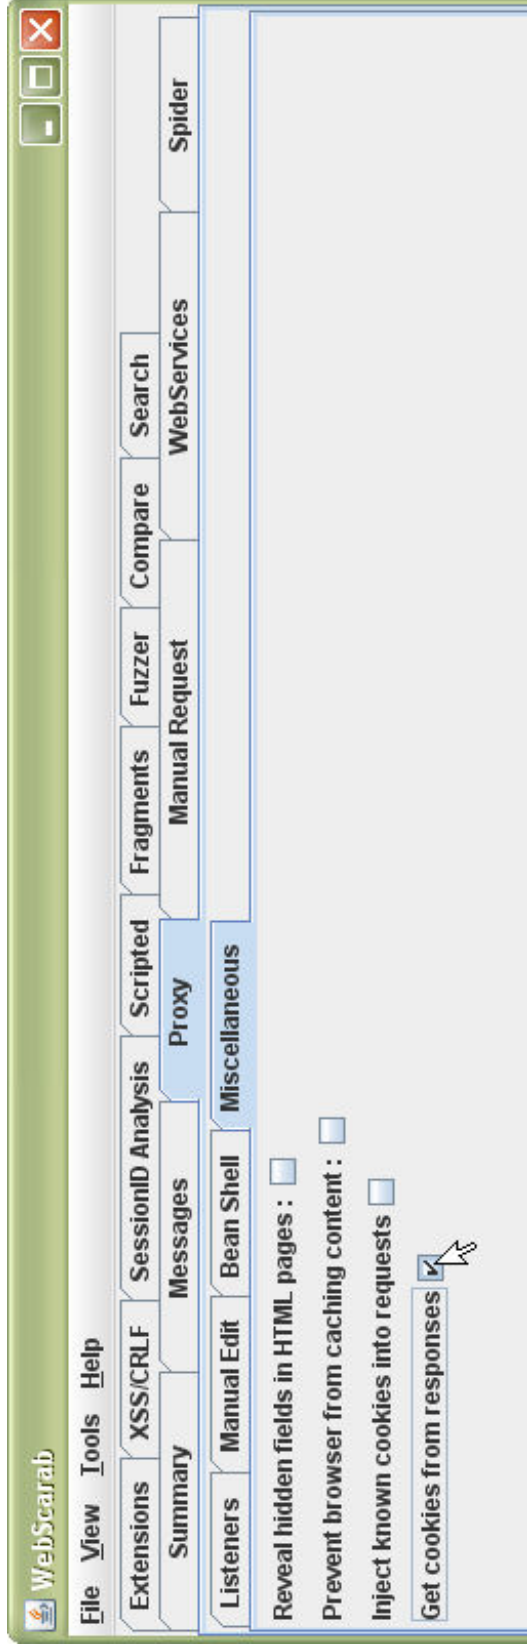 WebScarab
File View Tools Help
Extensions XSS/CRLF SessionID Analysis Scripted Fragments Fuzzer Compare Search
Summary Messages Proxy Manual Request WebServices Spider
Listeners Manual Edit Bean Shell Miscellaneous
Reveal hidden fields in HTML pages :
Prevent browser from caching content :
Inject known cookies into requests
Get cookies from responses